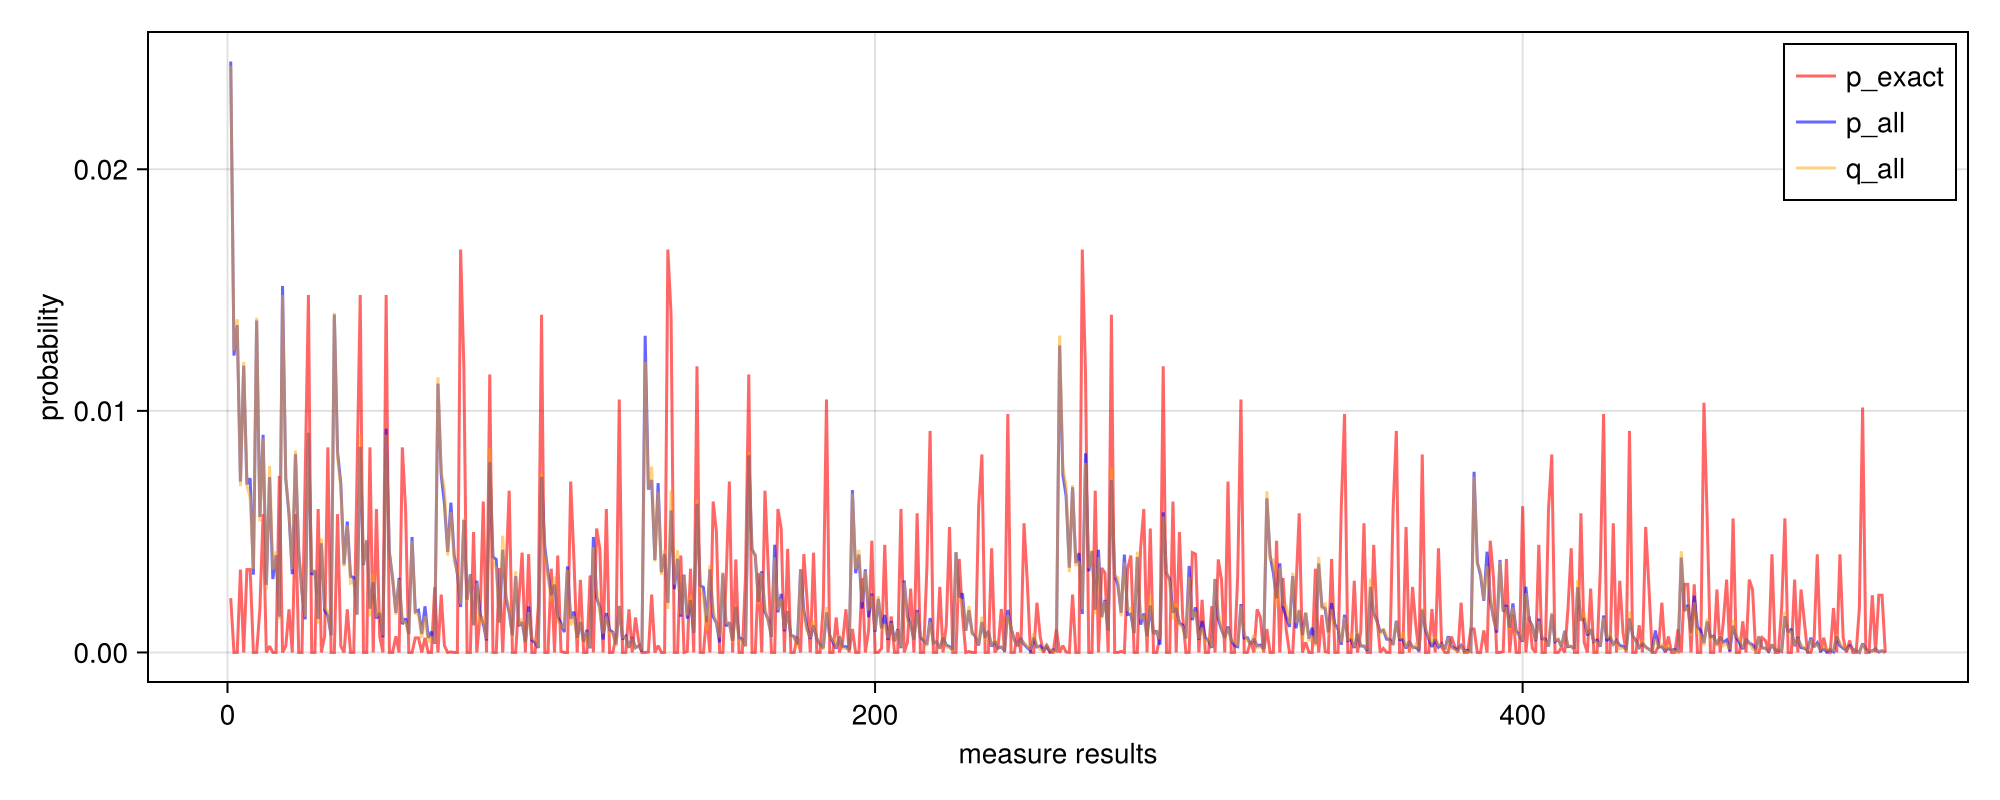 p_exact
p_all
q_all
0.02
0.01
0.00
probability
0
200
400
measure results